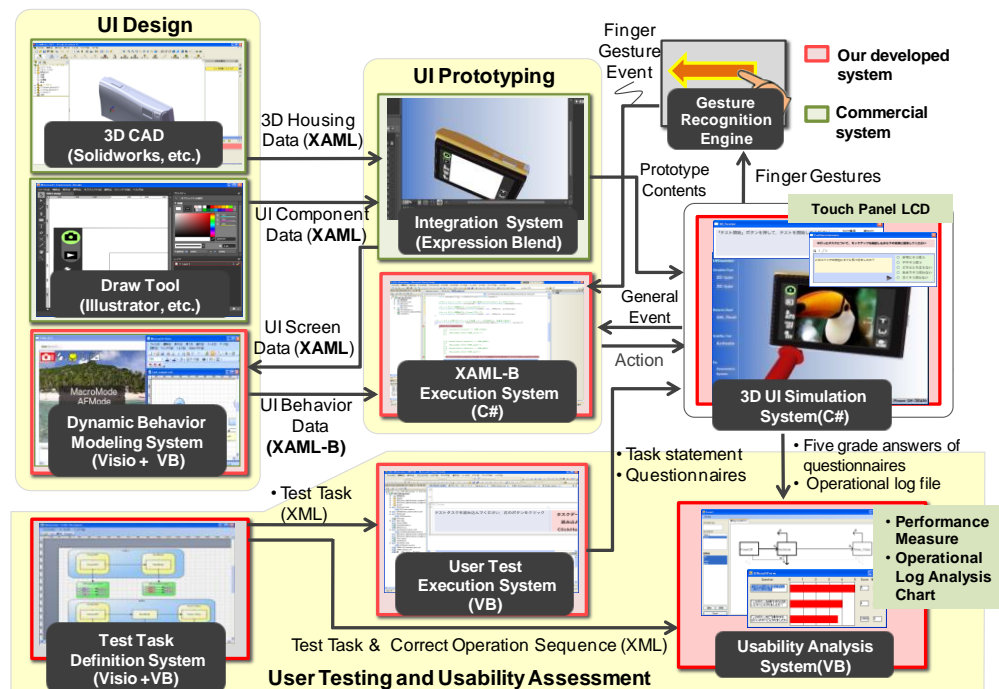 UI Design
3D CAD
(Solidworks, etc.)
Draw Tool
(Illustrator, etc.)
MacroMode
AFMode
Dynamic Behavior
Modeling System
(Visio + VB)
3D Housing
Data (XAML)
UI Component
Data (XAML)
UI Screen
Data (XAML)
UI Behavior
Data
(XAML-B)
UI Prototyping
Integration System
(Expression Blend)
XAML-B
Execution System
(C#)
Finger
Gesture
Event
Gesture
Recognition
Engine
Our developed
system
Commercial
system
Prototype
Contents
Finger Gestures
Touch Panel LCD
General
Event
Action
3D UI Simulation
System(C#)
• Task statement
• Questionnaires
• Five grade answers of
questionnaires
• Operational log file
• Test Task
(XML)
User Test
Execution System
(VB)
Test Task
Definition System
(Visio +VB)
Test Task & Correct Operation Sequence (XML)
• Performance
Measure
• Operational
Log Analysis
Chart
Usability Analysis
System(VB)
User Testing and Usability Assessment